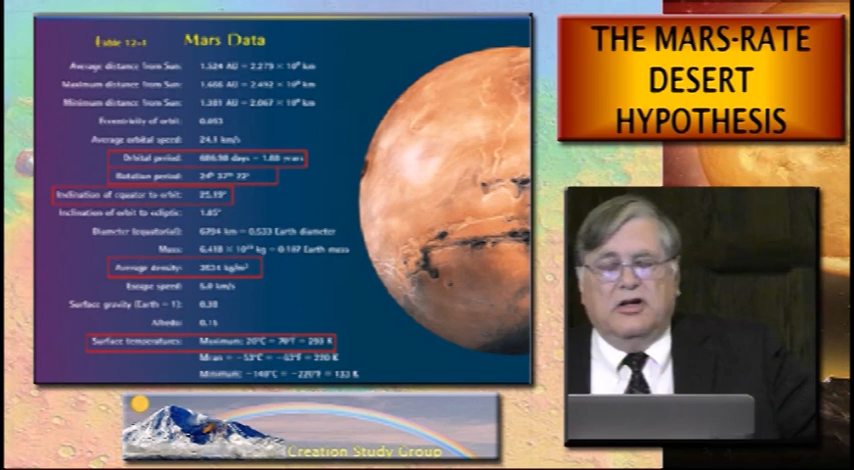 Table 12-1 Mars Data
Average distance from Sun: 1.524 AU = 2.279 × 10⁸ km
Maximum distance from Sun: 1.666 AU = 2.492 × 10⁸ km
Minimum distance from Sun: 1.381 AU = 2.067 × 10⁸ km
Eccentricity of orbit: 0.093
Average orbital speed: 24.1 km/s
Orbital period: 686.98 days = 1.88 years
Rotation period: 24ʰ 37ᵐ 22ˢ
Inclination of equator to orbit: 25.19°
Inclination of orbit to ecliptic: 1.85°
Diameter (equatorial): 6794 km = 0.533 Earth diameter
Mass: 6.418 × 10²³ kg = 0.107 Earth mass
Average density: 3934 kg/m³
Escape speed: 5.0 km/s
Surface gravity (Earth = 1): 0.38
Albedo: 0.15
Surface temperatures: Maximum: 20°C = 70°F = 293 K
Mean = −53°C = −63°F = 220 K
Minimum: −140°C = −220°F = 133 K
THE MARS-RATE
DESERT
HYPOTHESIS
Creation Study Group